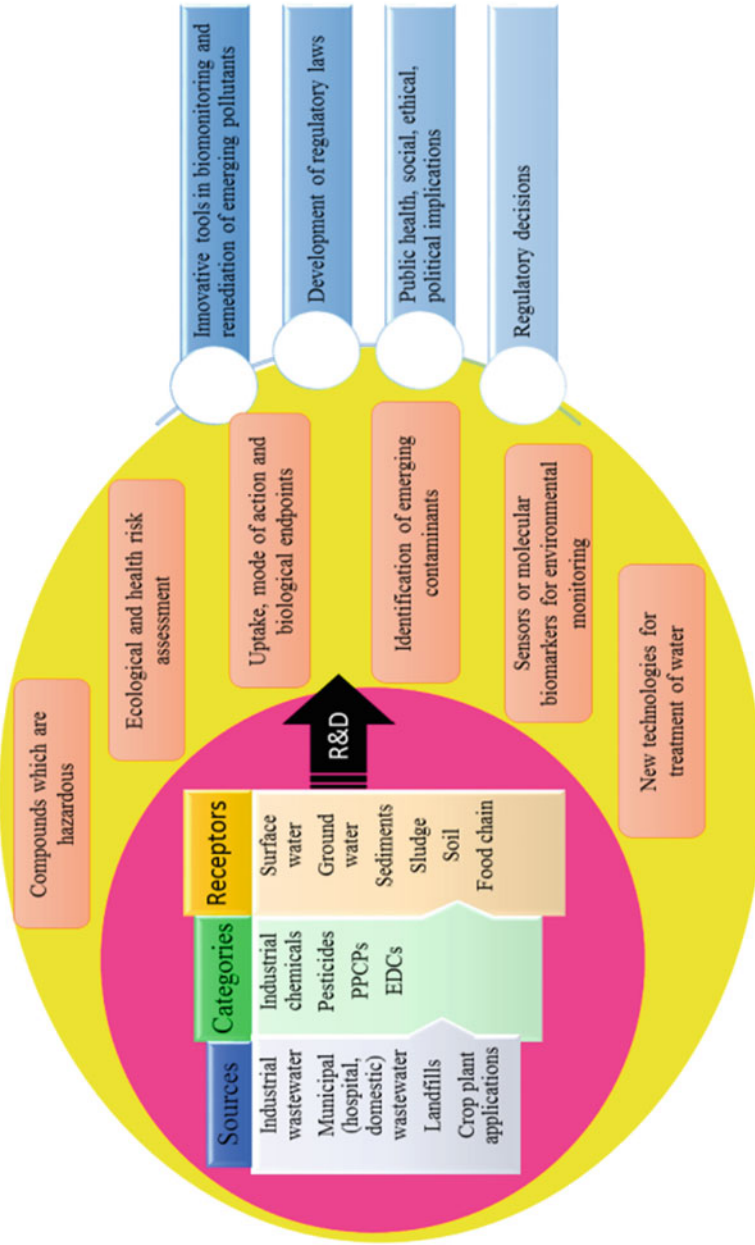 Sources
Industrial
wastewater
Municipal
(hospital,
domestic)
wastewater
Landfills
Crop plant
applications
Categories
Industrial
chemicals
Pesticides
PPCPs
EDCs
Receptors
Surface
water
Ground
water
Sediments
Sludge
Soil
Food chain
R&D
Compounds which are
hazardous
Ecological and health risk
assessment
Uptake, mode of action and
biological endpoints
Identification of emerging
contaminants
Sensors or molecular
biomarkers for environmental
monitoring
New technologies for
treatment of water
Innovative tools in biomonitoring and
remediation of emerging pollutants
Development of regulatory laws
Public health, social, ethical,
political implications
Regulatory decisions